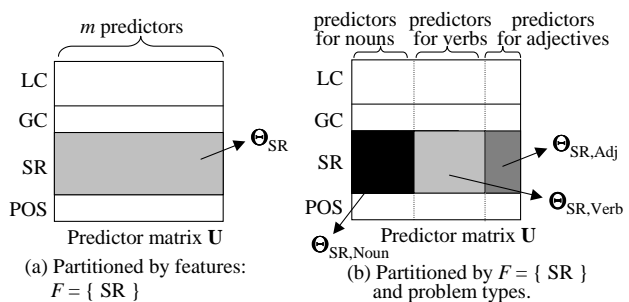 m predictors
LC
GC
SR
POS
Θ_SR
Predictor matrix U
(a) Partitioned by features:
F = { SR }
predictors for nouns
predictors for verbs
predictors for adjectives
LC
GC
SR
POS
Θ_SR,Adj
Θ_SR,Verb
Θ_SR,Noun
Predictor matrix U
(b) Partitioned by F = { SR }
and problem types.